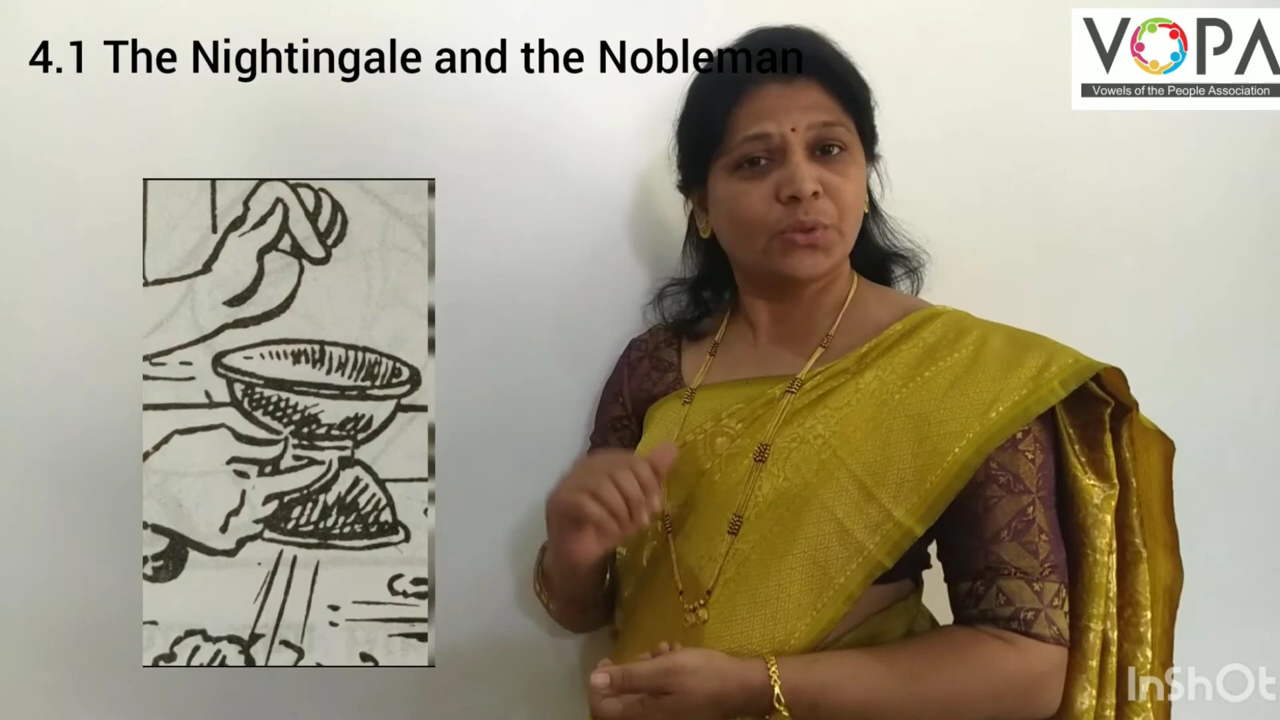 4.1 The Nightingale and the Nobleman
VOPA
Vowels of the People Association
InShOt